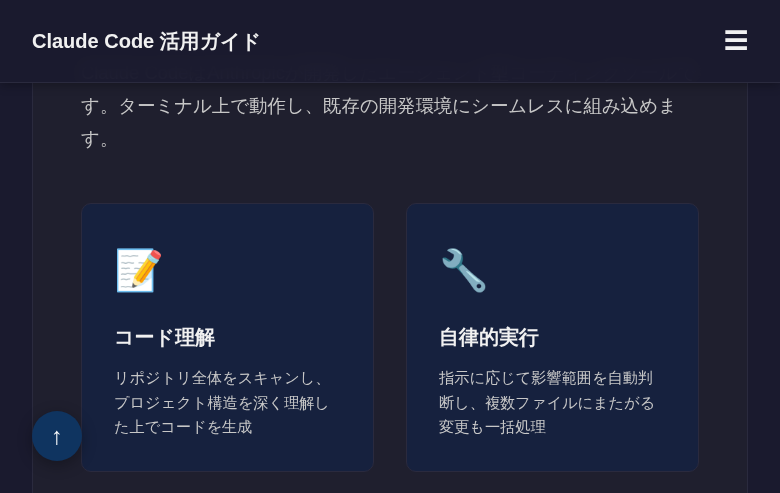 Claude Code 活用ガイド
☰
す。ターミナル上で動作し、既存の開発環境にシームレスに組み込めま
す。
コード理解
リポジトリ全体をスキャンし、
プロジェクト構造を深く理解し
た上でコードを生成
自律的実行
指示に応じて影響範囲を自動判
断し、複数ファイルにまたがる
変更も一括処理
↑